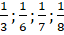 1/3 ; 1/6 ; 1/7 ; 1/8